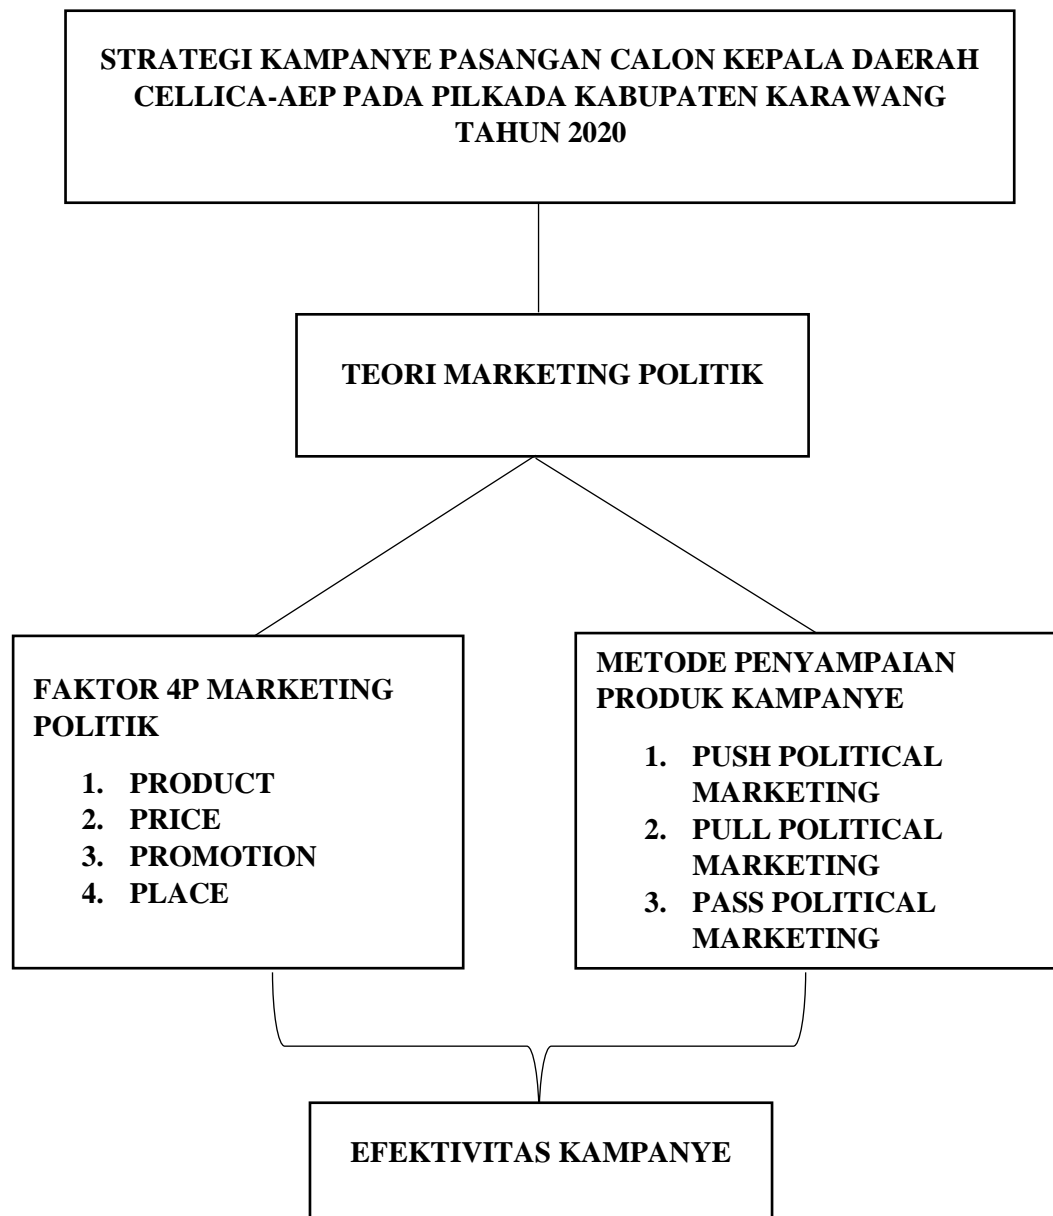 STRATEGI KAMPANYE PASANGAN CALON KEPALA DAERAH
CELLICA-AEP PADA PILKADA KABUPATEN KARAWANG
TAHUN 2020
TEORI MARKETING POLITIK
FAKTOR 4P MARKETING
POLITIK
1. PRODUCT
2. PRICE
3. PROMOTION
4. PLACE
METODE PENYAMPAIAN
PRODUK KAMPANYE
1. PUSH POLITICAL
MARKETING
2. PULL POLITICAL
MARKETING
3. PASS POLITICAL
MARKETING
EFEKTIVITAS KAMPANYE